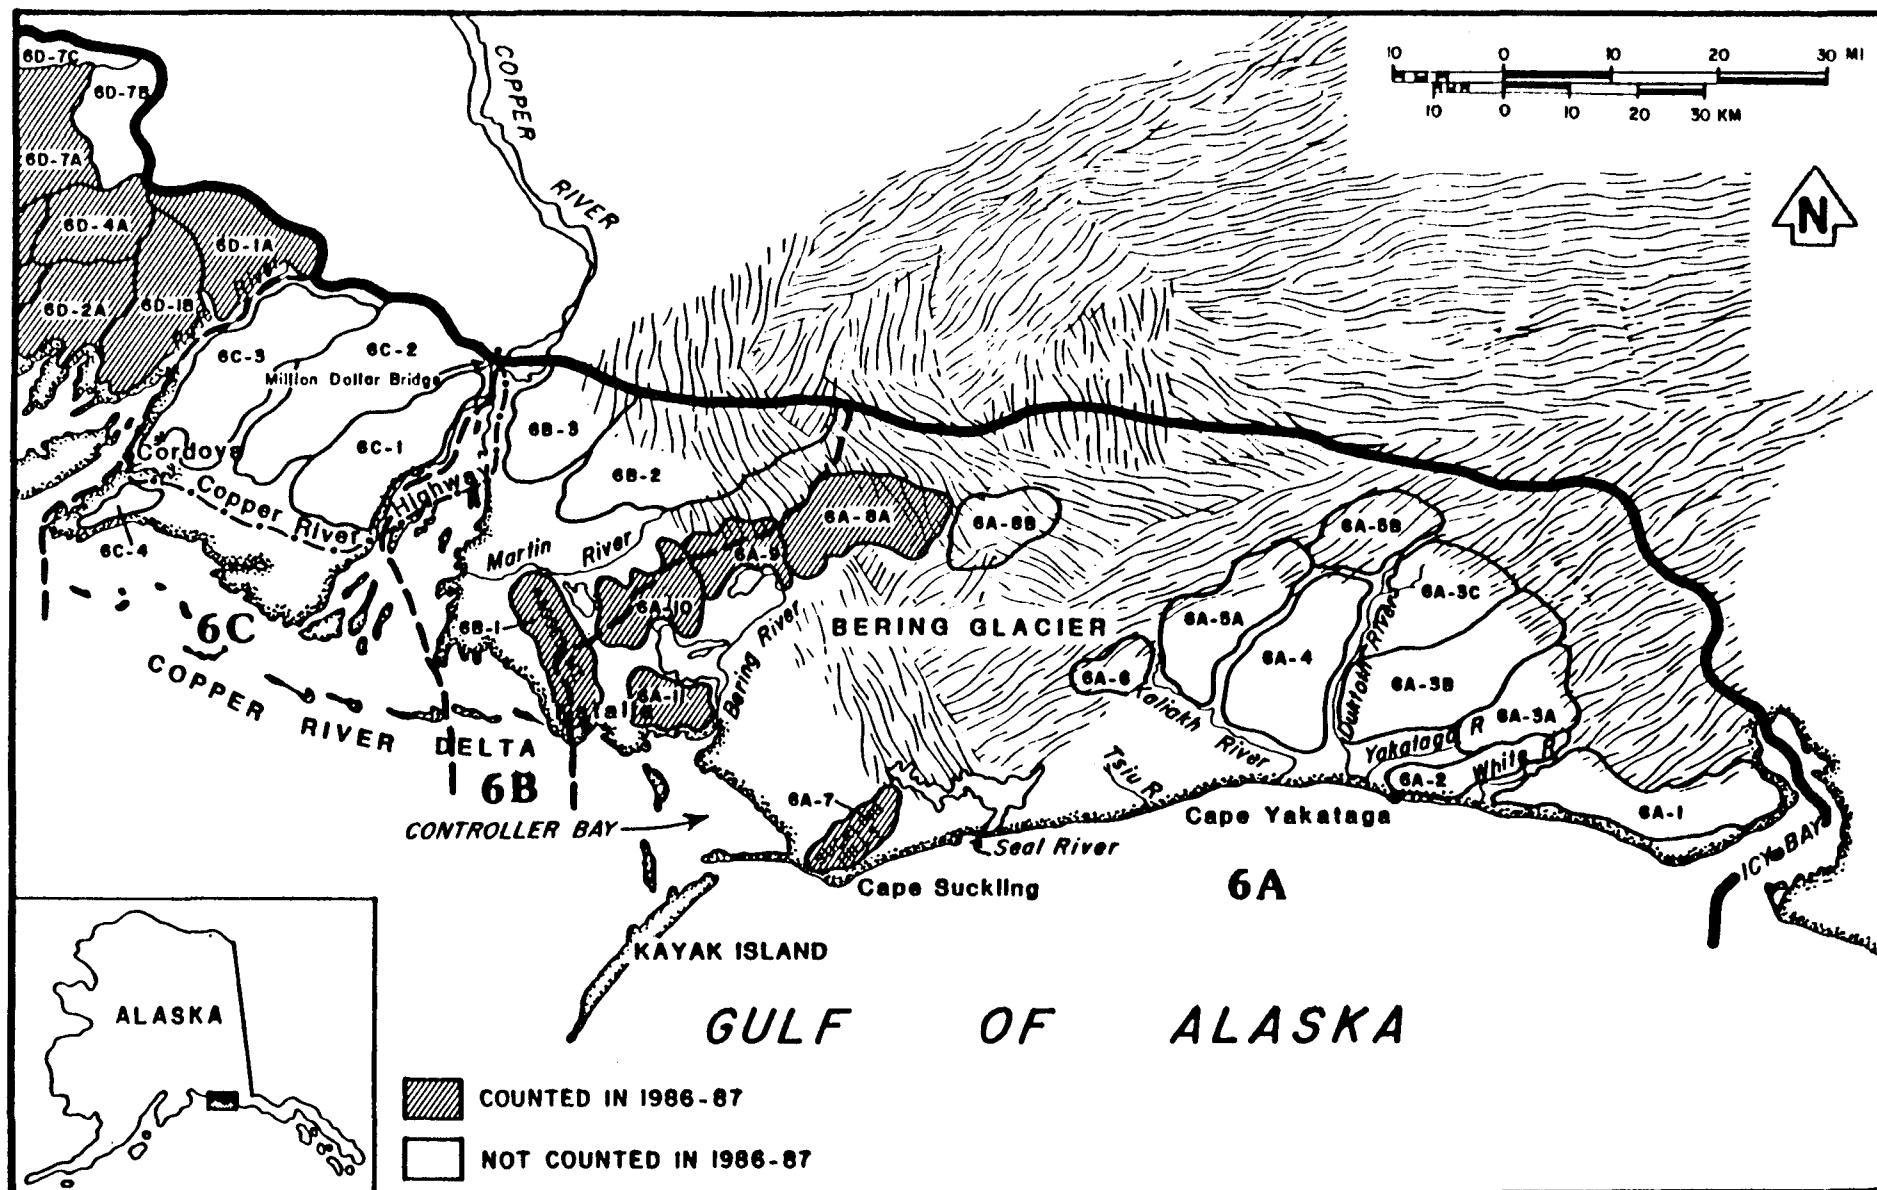 10 0 10 20 30 MI
10 0 10 20 30 KM
N
6D-7C
6D-7B
6D-7A
6D-4A
6D-1A
6D-2A
6D-1B
River
COPPER
RIVER
6C-3
6C-2
Million Dollar Bridge
6C-1
6B-3
6B-2
Cordova
Copper River
Highway
6C-4
Martin River
6A-8A
6A-8B
6A-9
6A-10
6B-1
6A-11
Bering River
BERING GLACIER
6A-5B
6A-3C
6A-5A
6A-4
6A-6
6A-3B
6A-3A
Kaliakh River
Duktoth River
Yakataga R
White R
6A-2
6A-1
Tsiu R
6C
COPPER RIVER DELTA
6B
6A-7
CONTROLLER BAY
Seal River
Cape Yakataga
Cape Suckling
6A
ICY BAY
KAYAK ISLAND
GULF OF ALASKA
ALASKA
COUNTED IN 1986-87
NOT COUNTED IN 1986-87